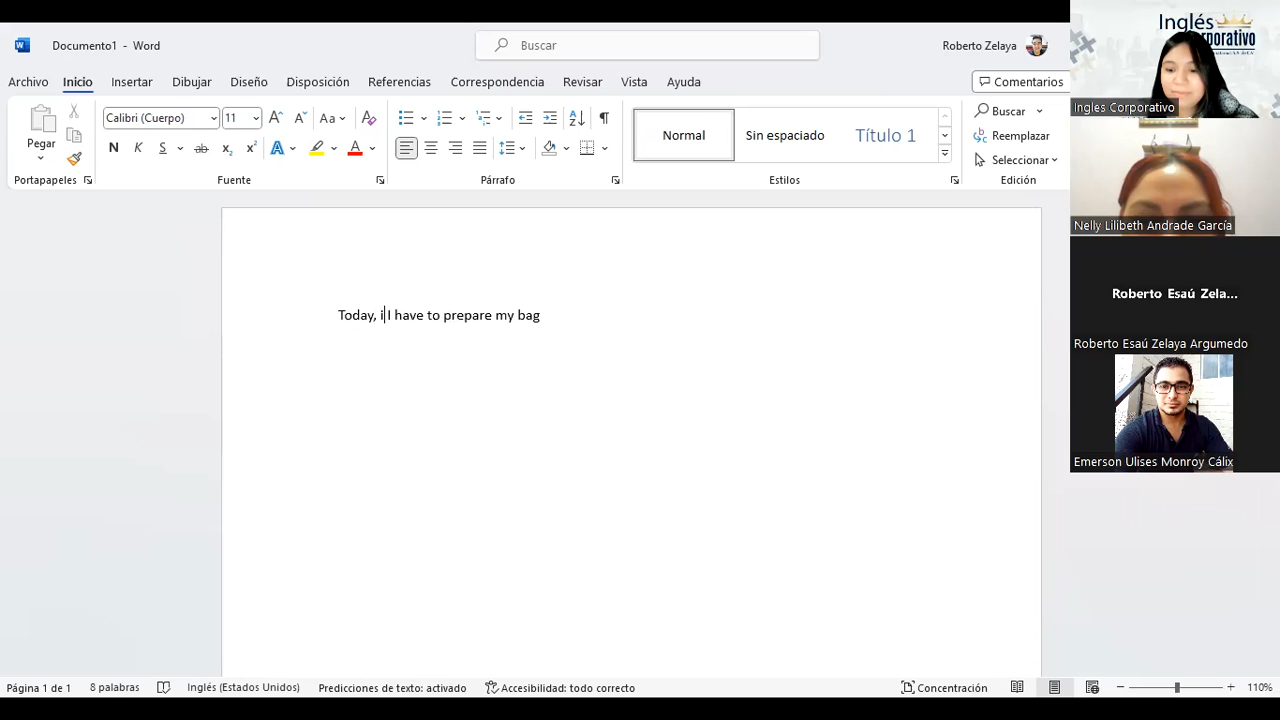 Documento1 - Word
Buscar
Roberto Zelaya
Archivo Inicio Insertar Dibujar Diseño Disposición Referencias Correspondencia Revisar Vista Ayuda
Comentarios
Pegar
Portapapeles
Calibri (Cuerpo) 11
Aa
N K S ab x₂ x² A A
Fuente
Párrafo
Normal
Sin espaciado
Título 1
Estilos
Buscar
Reemplazar
Seleccionar
Edición
Today, i I have to prepare my bag
Inglés
Corporativo
Ingles Corporativo
Nelly Lilibeth Andrade García
Roberto Esaú Zela...
Roberto Esaú Zelaya Argumedo
Emerson Ulises Monroy Cálix
Página 1 de 1 8 palabras Inglés (Estados Unidos) Predicciones de texto: activado Accesibilidad: todo correcto Concentración 110%